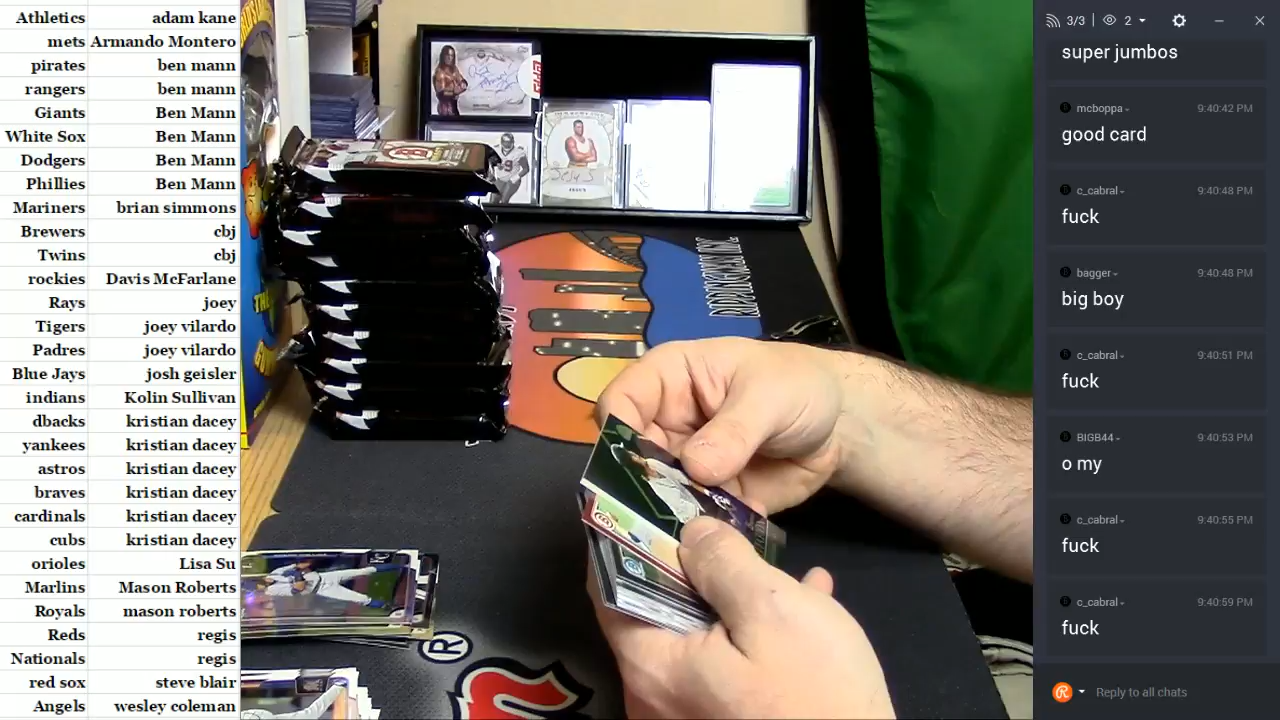 Athletics adam kane
mets Armando Montero
pirates ben mann
rangers ben mann
Giants Ben Mann
White Sox Ben Mann
Dodgers Ben Mann
Phillies Ben Mann
Mariners brian simmons
Brewers cbj
Twins cbj
rockies Davis McFarlane
Rays joey
Tigers joey vilardo
Padres joey vilardo
Blue Jays josh geisler
indians Kolin Sullivan
dbacks kristian dacey
yankees kristian dacey
astros kristian dacey
braves kristian dacey
cardinals kristian dacey
cubs kristian dacey
orioles Lisa Su
Marlins Mason Roberts
Royals mason roberts
Reds regis
Nationals regis
red sox steve blair
Angels wesley coleman
®
3/3 2
super jumbos
mcboppa 9:40:42 PM
good card
c_cabral 9:40:48 PM
fuck
bagger 9:40:48 PM
big boy
c_cabral 9:40:51 PM
fuck
BIGB44 9:40:53 PM
o my
c_cabral 9:40:55 PM
fuck
c_cabral 9:40:59 PM
fuck
Reply to all chats